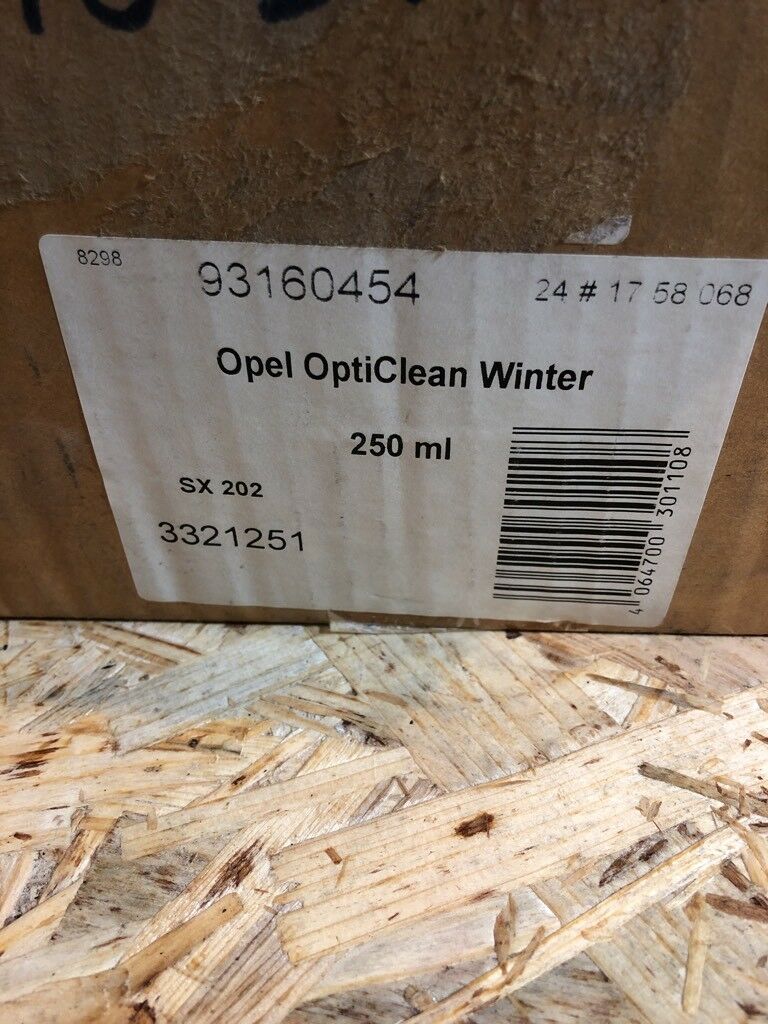 8298 93160454 24 # 17 58 068
Opel OptiClean Winter
250 ml
SX 202
3321251
4 064700 301108